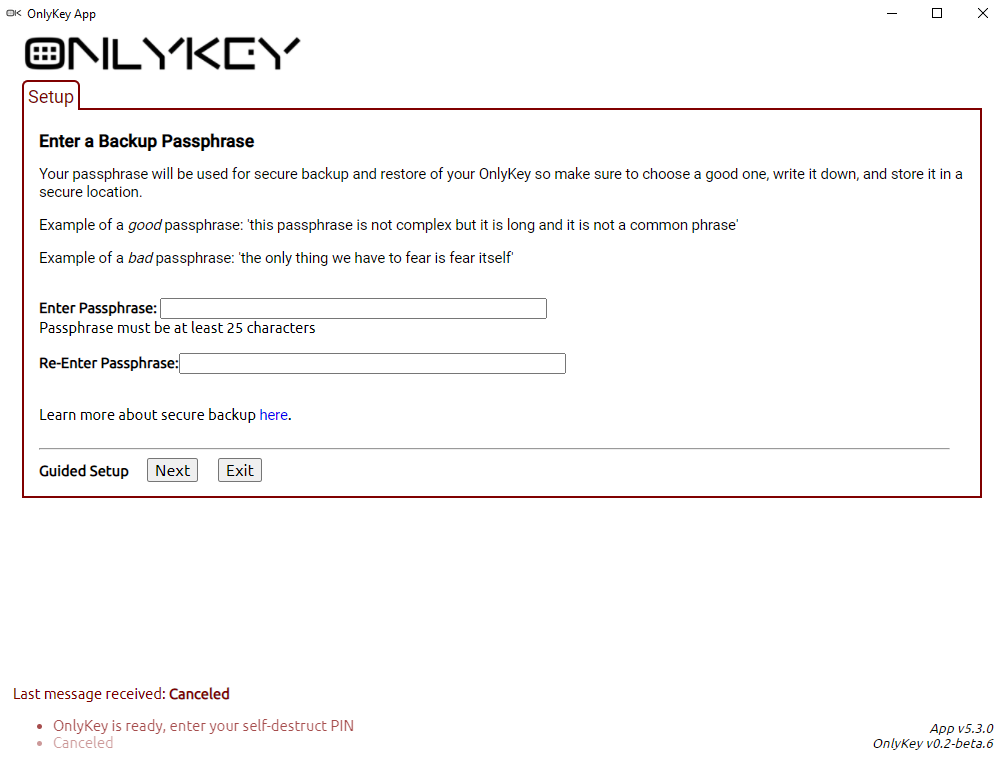 OK OnlyKey App
ONLYKEY
Setup
Enter a Backup Passphrase
Your passphrase will be used for secure backup and restore of your OnlyKey so make sure to choose a good one, write it down, and store it in a
secure location.
Example of a good passphrase: 'this passphrase is not complex but it is long and it is not a common phrase'
Example of a bad passphrase: 'the only thing we have to fear is fear itself'
Enter Passphrase:
Passphrase must be at least 25 characters
Re-Enter Passphrase:
Learn more about secure backup here.
Guided Setup Next Exit
Last message received: Canceled
• OnlyKey is ready, enter your self-destruct PIN
• Canceled
App v5.3.0
OnlyKey v0.2-beta.6